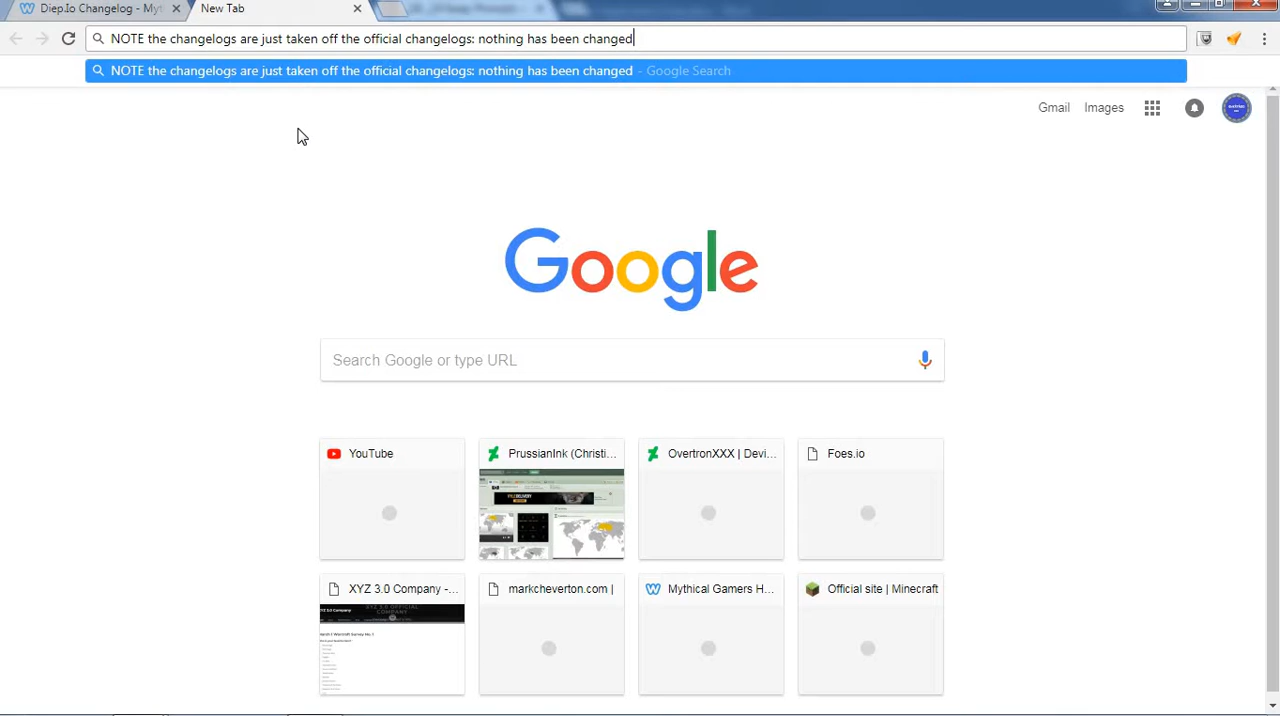 Diep.Io Changelog - Myt
New Tab
NOTE the changelogs are just taken off the official changelogs: nothing has been changed
NOTE the changelogs are just taken off the official changelogs: nothing has been changed - Google Search
Gmail Images
Google
Search Google or type URL
YouTube
PrussianInk (Christi...
OvertronXXX | Devi...
Foes.io
XYZ 3.0 Company -...
markcheverton.com |
Mythical Gamers H...
Official site | Minecraft